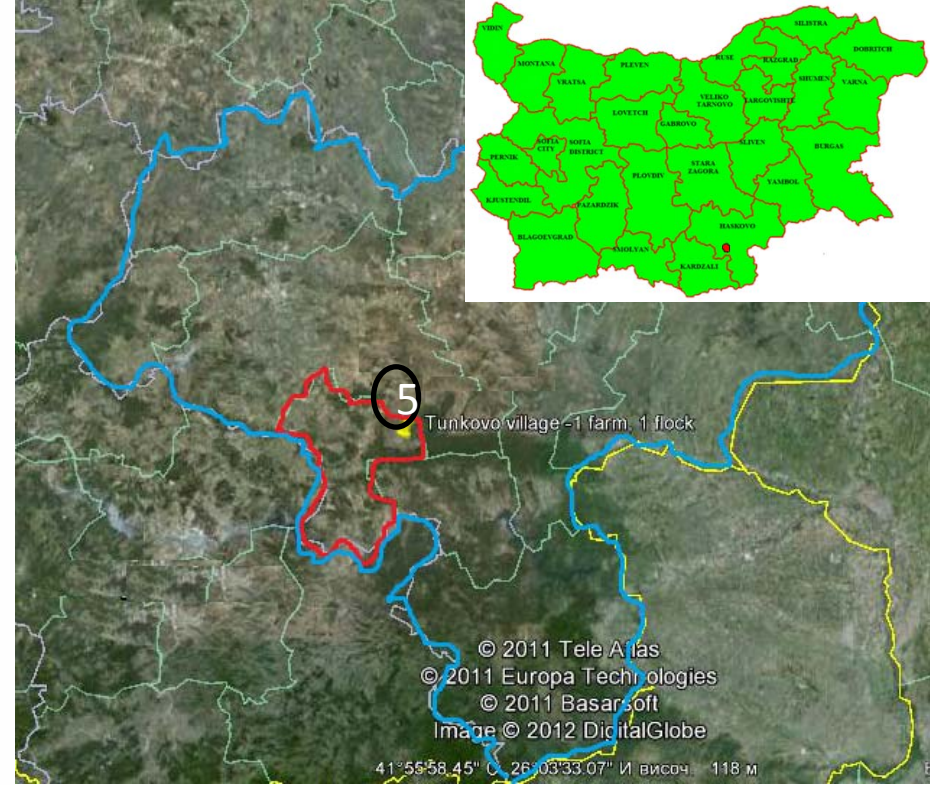 VIDIN
SILISTRA
DOBRITCH
MONTANA
PLEVEN
RUSE
RAZGRAD
VRATSA
SHUMEN
VARNA
VELIKO
TARNOVO
TARGOVISHTE
LOVETCH
GABROVO
SOFIA
CITY
SOFIA
DISTRICT
SLIVEN
BURGAS
PERNIK
STARA
ZAGORA
PLOVDIV
YAMBOL
KJUSTENDIL
PAZARDZIK
HASKOVO
BLAGOEVGRAD
SMOLYAN
KARDZALI
5
Tunkovo village -1 farm, 1 flock
© 2011 Tele Atlas
© 2011 Europa Technologies
© 2011 Basarsoft
Image © 2012 DigitalGlobe
41°55'58.45" С 26°03'33.07" И височ. 118 м